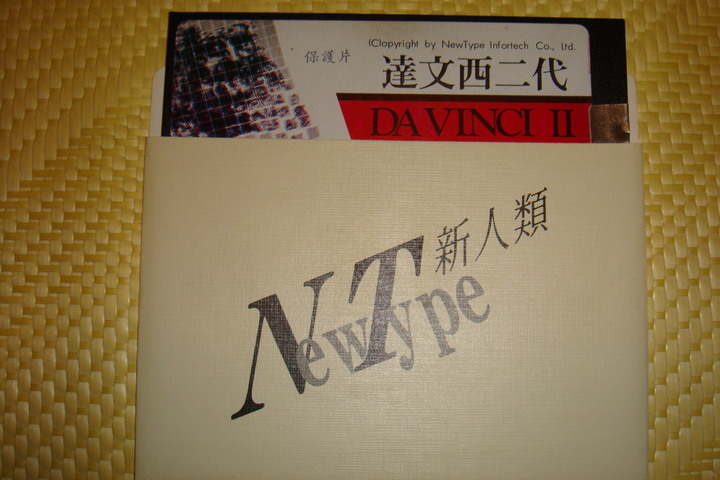 (C)opyright by NewType Infortech Co., Ltd.
保護片
達文西二代
DA VINCI II
新人類
NewType